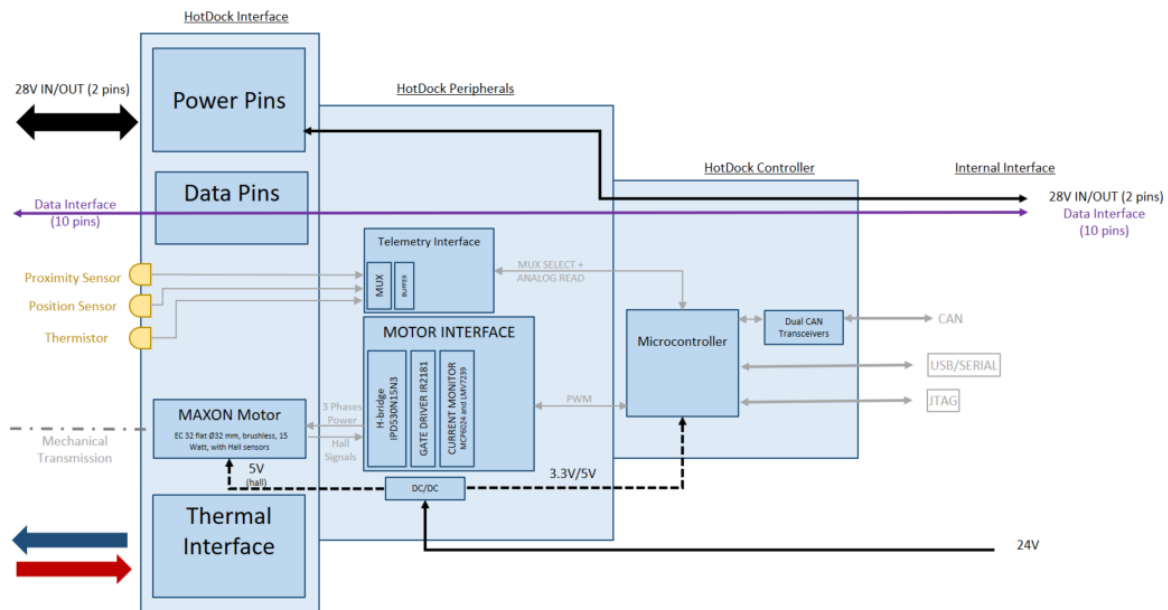 HotDock Interface
28V IN/OUT (2 pins)
Power Pins
HotDock Peripherals
HotDock Controller
Internal Interface
Data Pins
Data Interface
(10 pins)
28V IN/OUT (2 pins)
Data Interface
(10 pins)
Telemetry Interface
MUX
BUFFER
MUX SELECT +
ANALOG READ
Proximity Sensor
Position Sensor
Thermistor
MOTOR INTERFACE
H-bridge
IPD530N15N3
GATE DRIVER IR2181
CURRENT MONITOR
MCP6024 and LMV7239
Microcontroller
Dual CAN
Transceivers
CAN
USB/SERIAL
JTAG
PWM
MAXON Motor
EC 32 flat Ø32 mm, brushless, 15
Watt, with Hall sensors
3 Phases
Power
Hall
Signals
Mechanical
Transmission
5V
(hall)
DC/DC
3.3V/5V
Thermal
Interface
24V